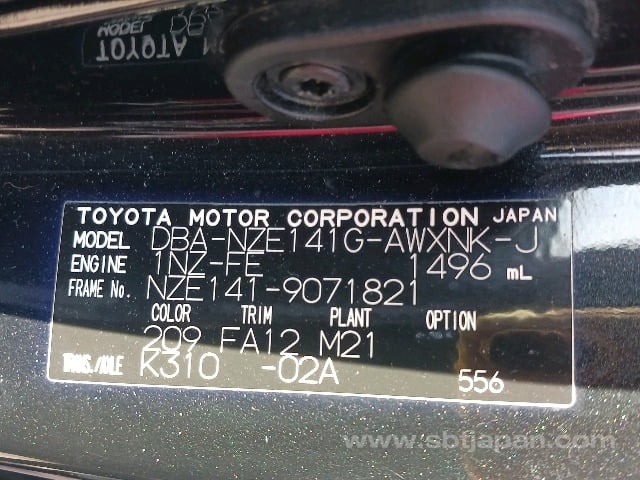 TOYOTA MOTOR CORPORATION JAPAN
MODEL DBA-NZE141G-AWXNK-J
ENGINE 1NZ-FE 1496 mL
FRAME No. NZE141-9071821
COLOR TRIM PLANT OPTION
209 FA12 M21
TRANS./AXLE K310 -02A 556
www.sbtjapan.com